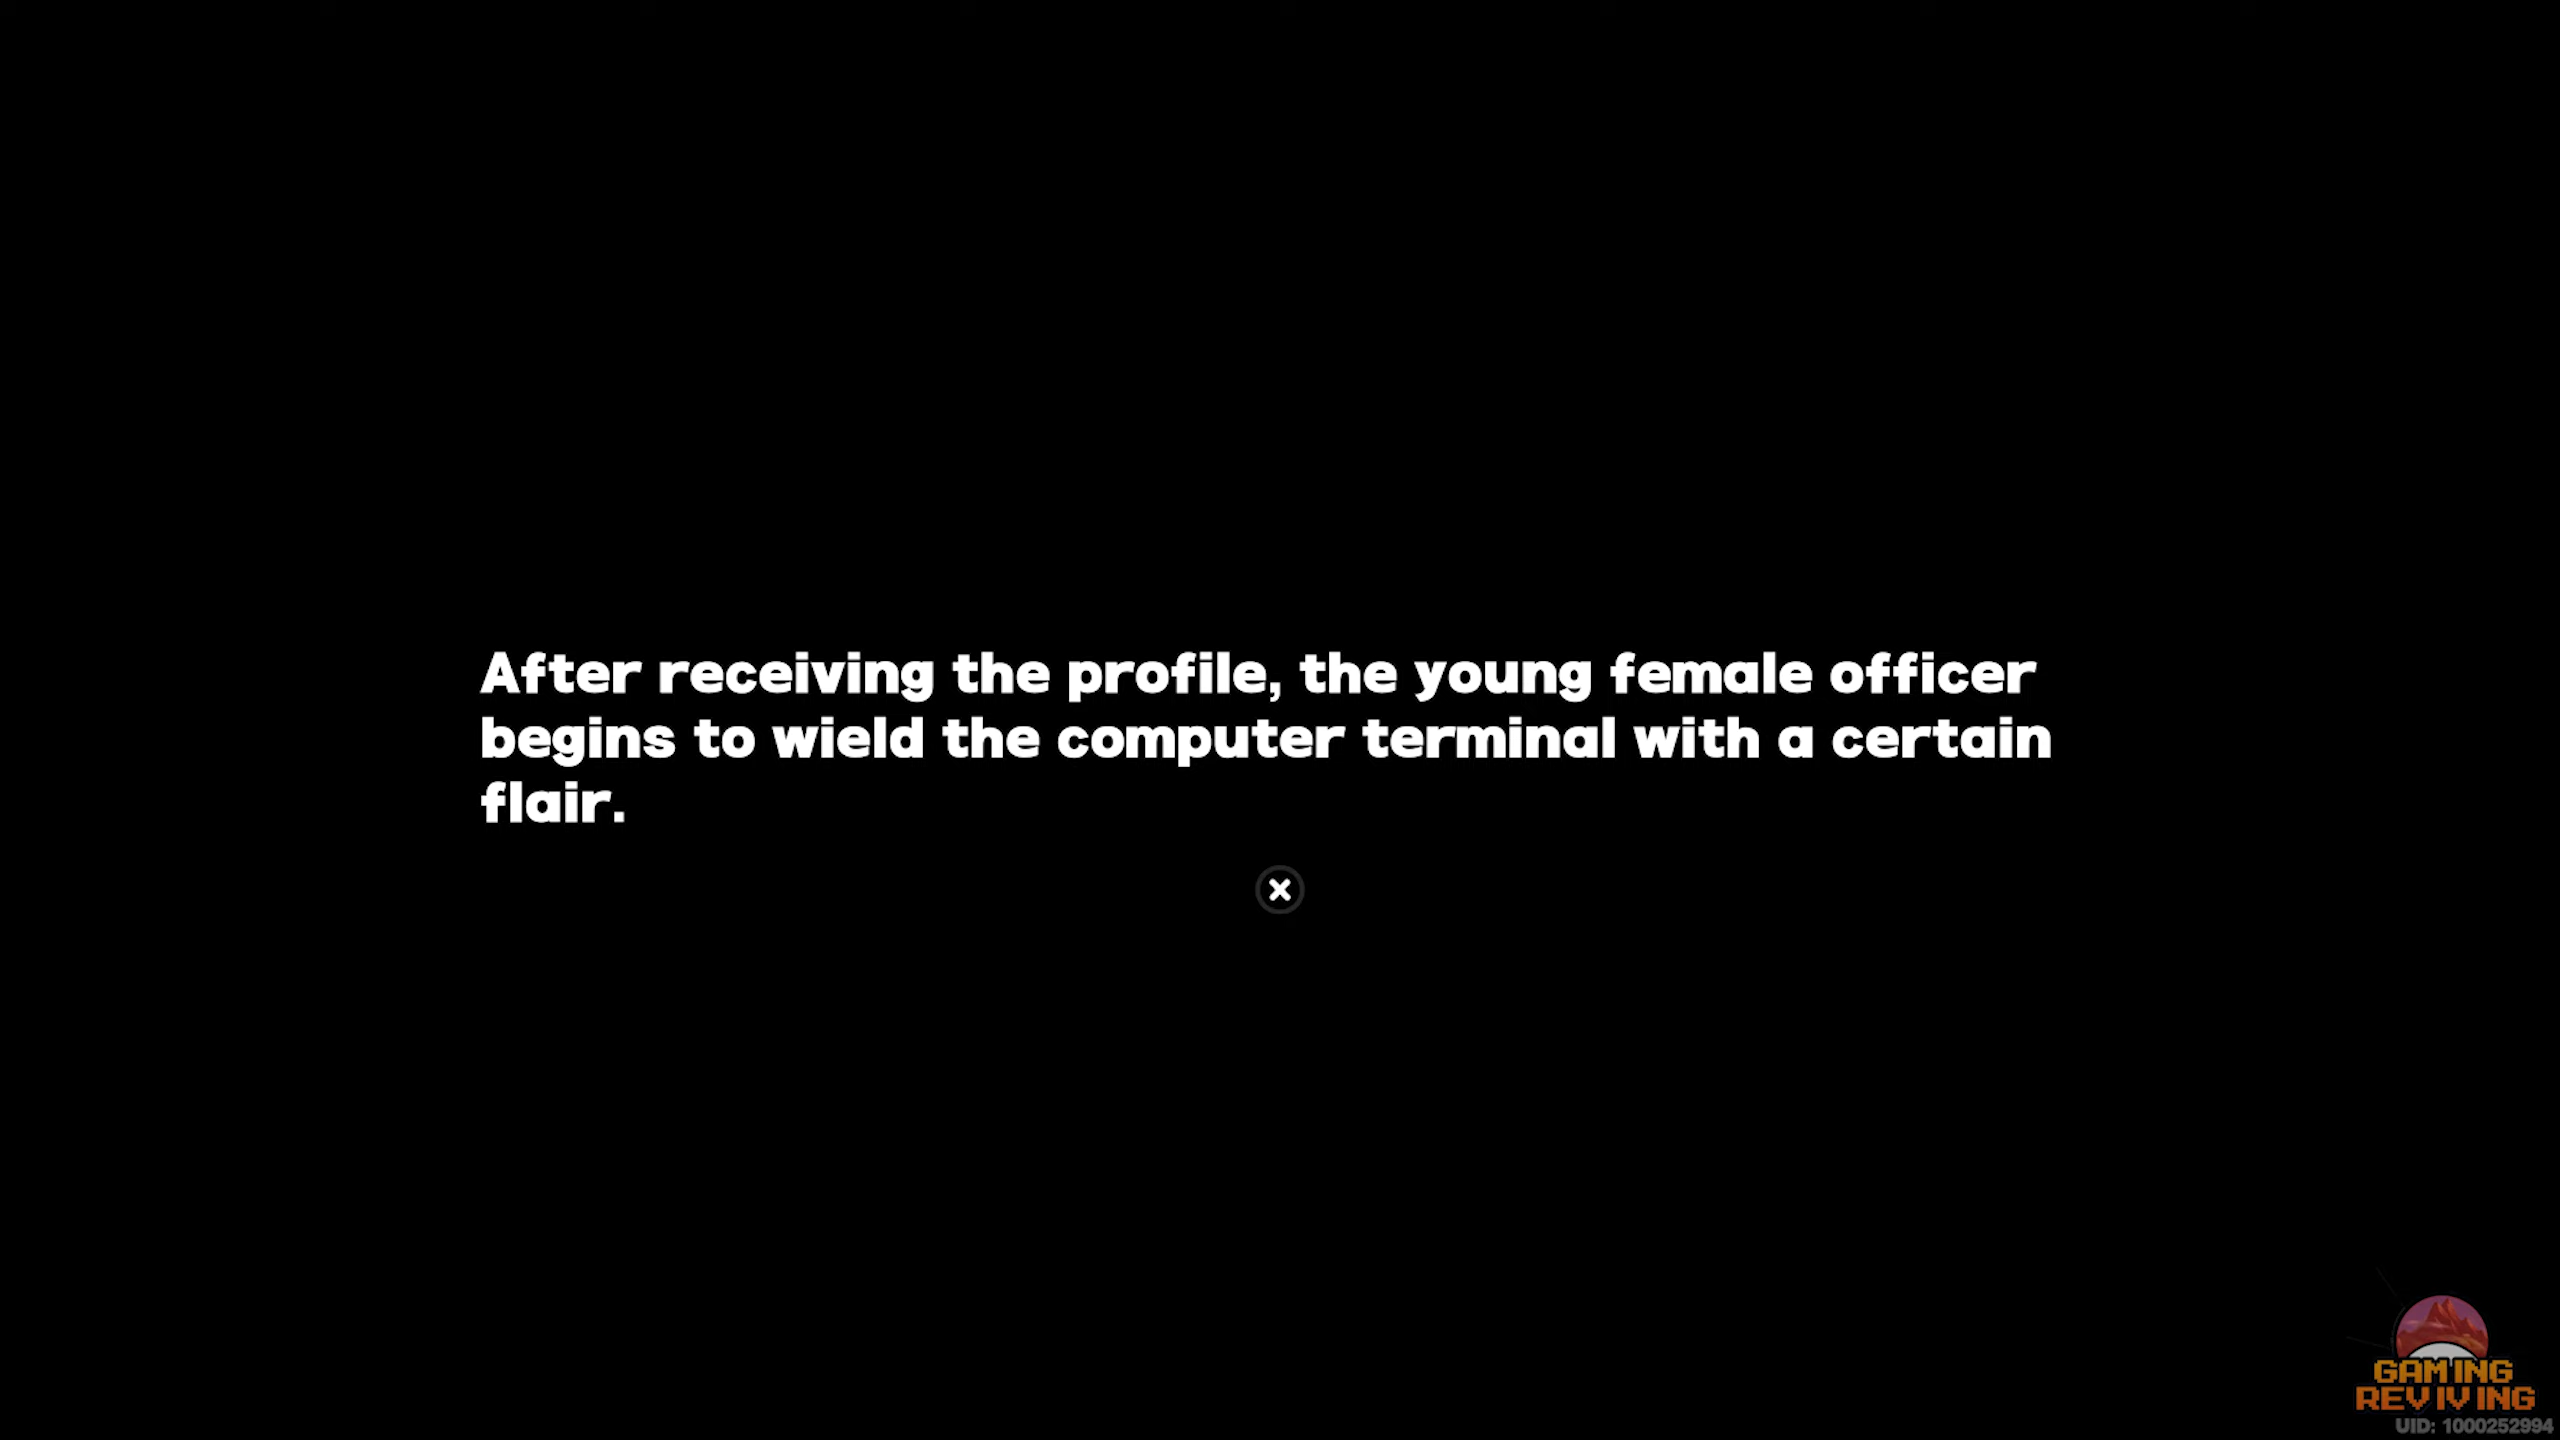 After receiving the profile, the young female officer
begins to wield the computer terminal with a certain
flair.
GAMING
REVIVING
UID: 1000252994